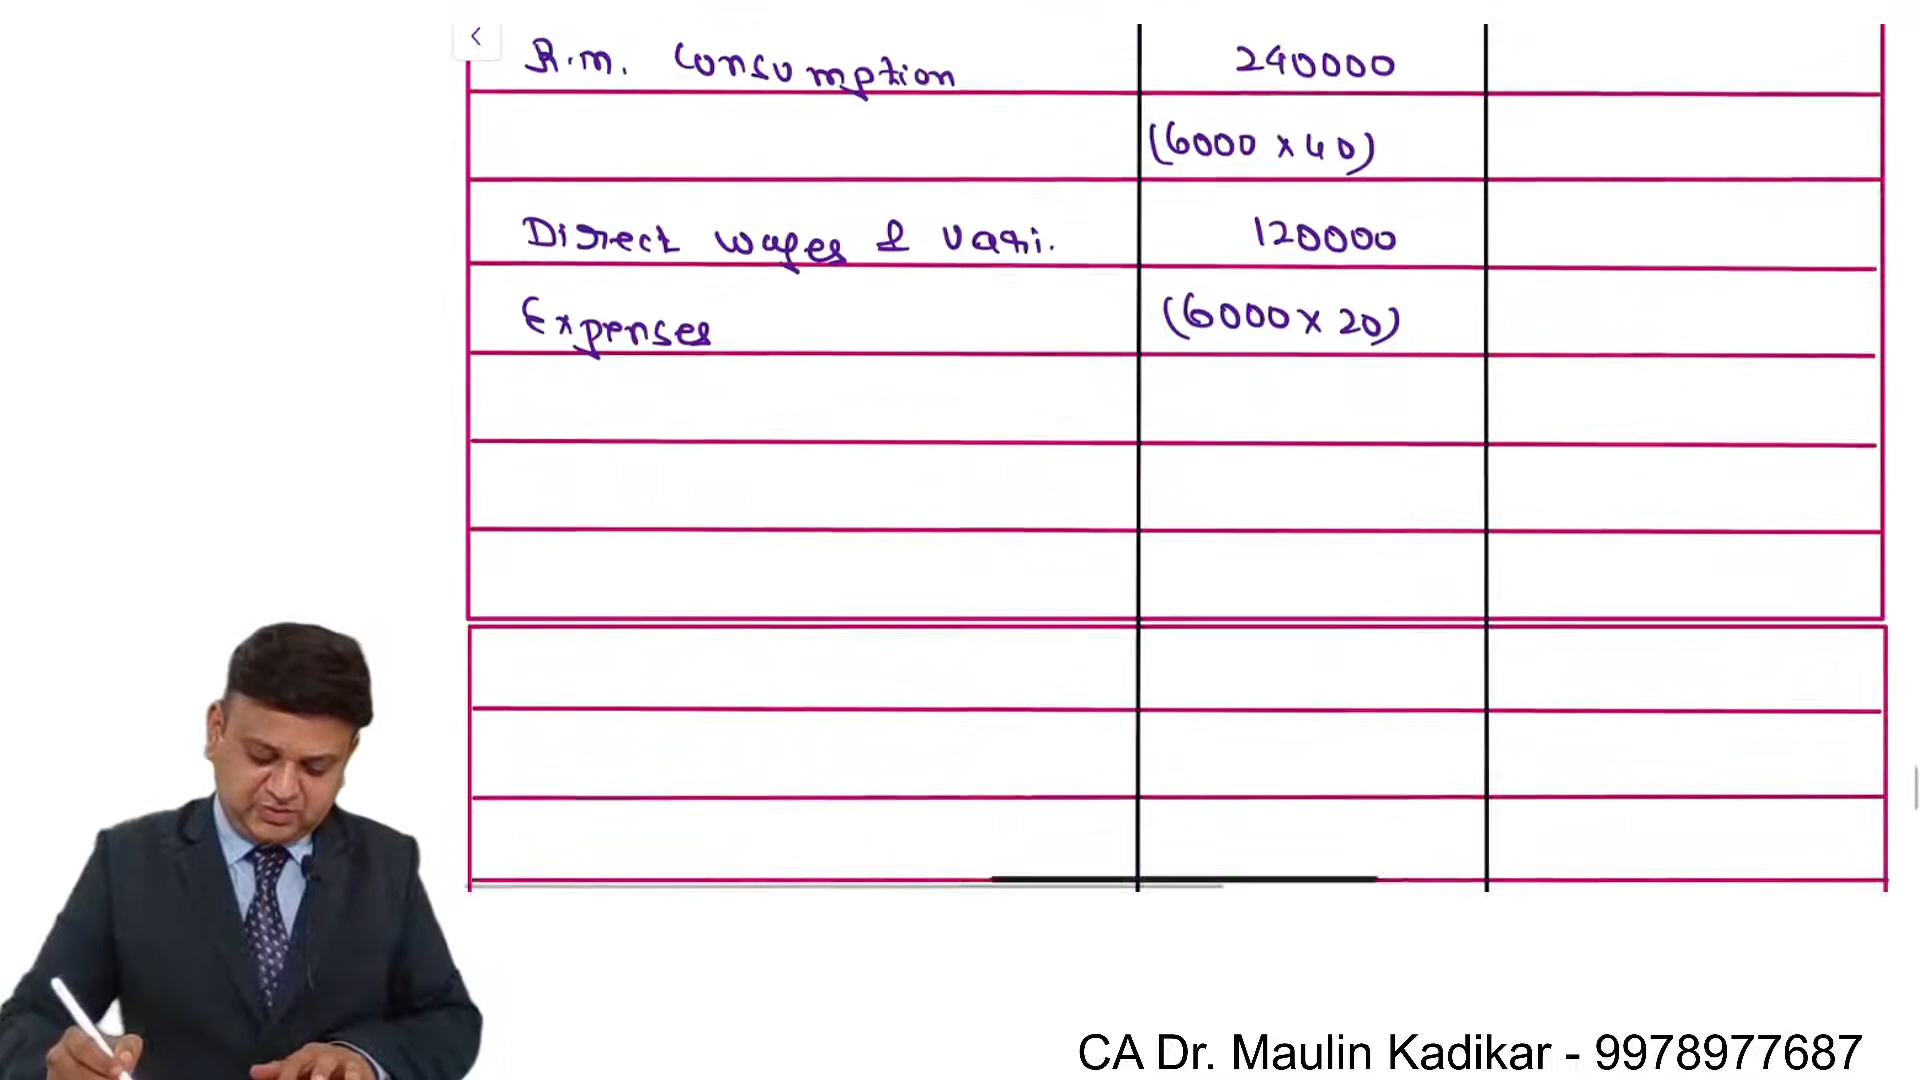 R.m. Consumption 240000
(6000 x 40)
Direct wages & vari. 120000
Expenses (6000 x 20)
CA Dr. Maulin Kadikar - 9978977687